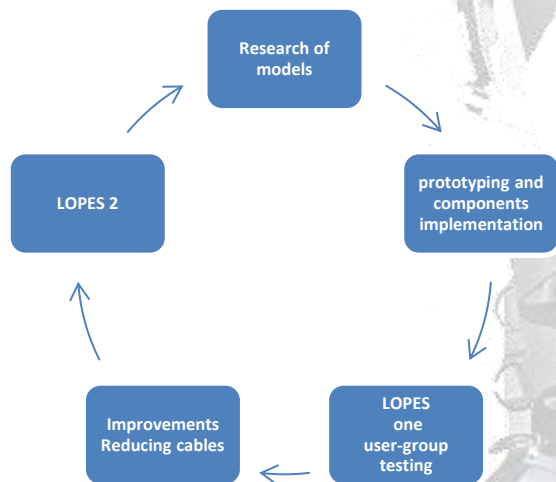 Research of
models
prototyping and
components
implementation
LOPES
one
user-group
testing
Improvements
Reducing cables
LOPES 2